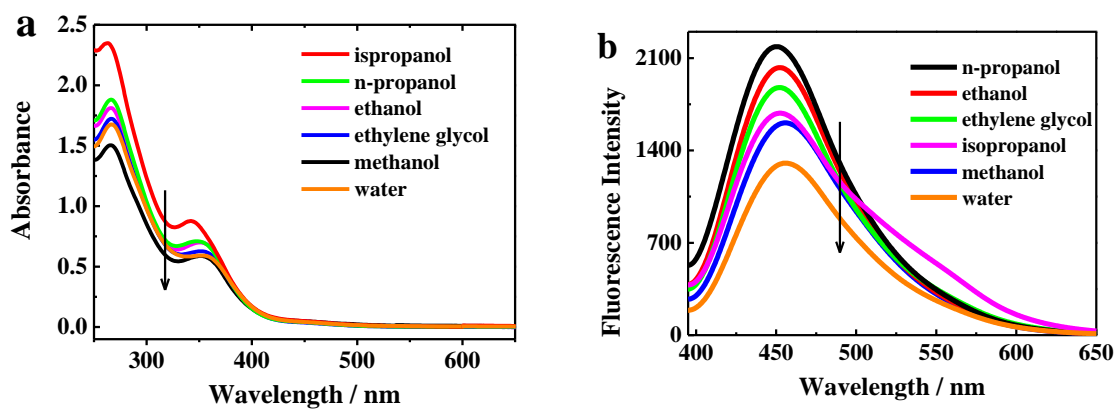 a
2.5
2.0
1.5
1.0
0.5
0.0
Absorbance
ispropanol
n-propanol
ethanol
ethylene glycol
methanol
water
300
400
500
600
Wavelength / nm
b
2100
1400
700
0
Fluorescence Intensity
n-propanol
ethanol
ethylene glycol
isopropanol
methanol
water
400
450
500
550
600
650
Wavelength / nm